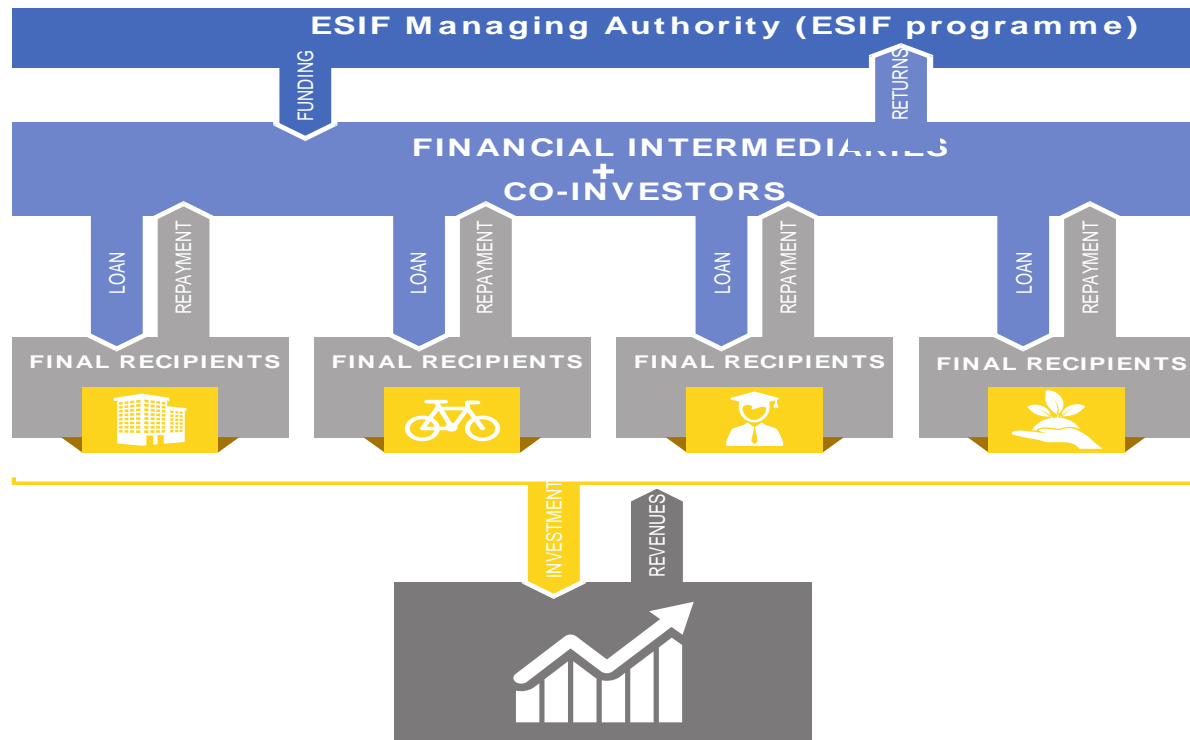 ESIF Managing Authority (ESIF programme)
FUNDING
RETURNS
FINANCIAL INTERMEDIARIES
+
CO-INVESTORS
LOAN
REPAYMENT
LOAN
REPAYMENT
LOAN
REPAYMENT
LOAN
REPAYMENT
FINAL RECIPIENTS
FINAL RECIPIENTS
FINAL RECIPIENTS
FINAL RECIPIENTS
INVESTMENT
REVENUES